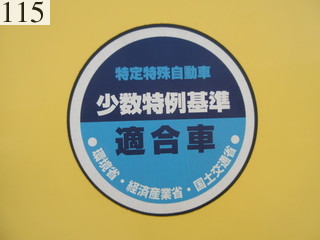 115
特定特殊自動車
少数特例基準
適合車
●環境省・経済産業省・国土交通省●